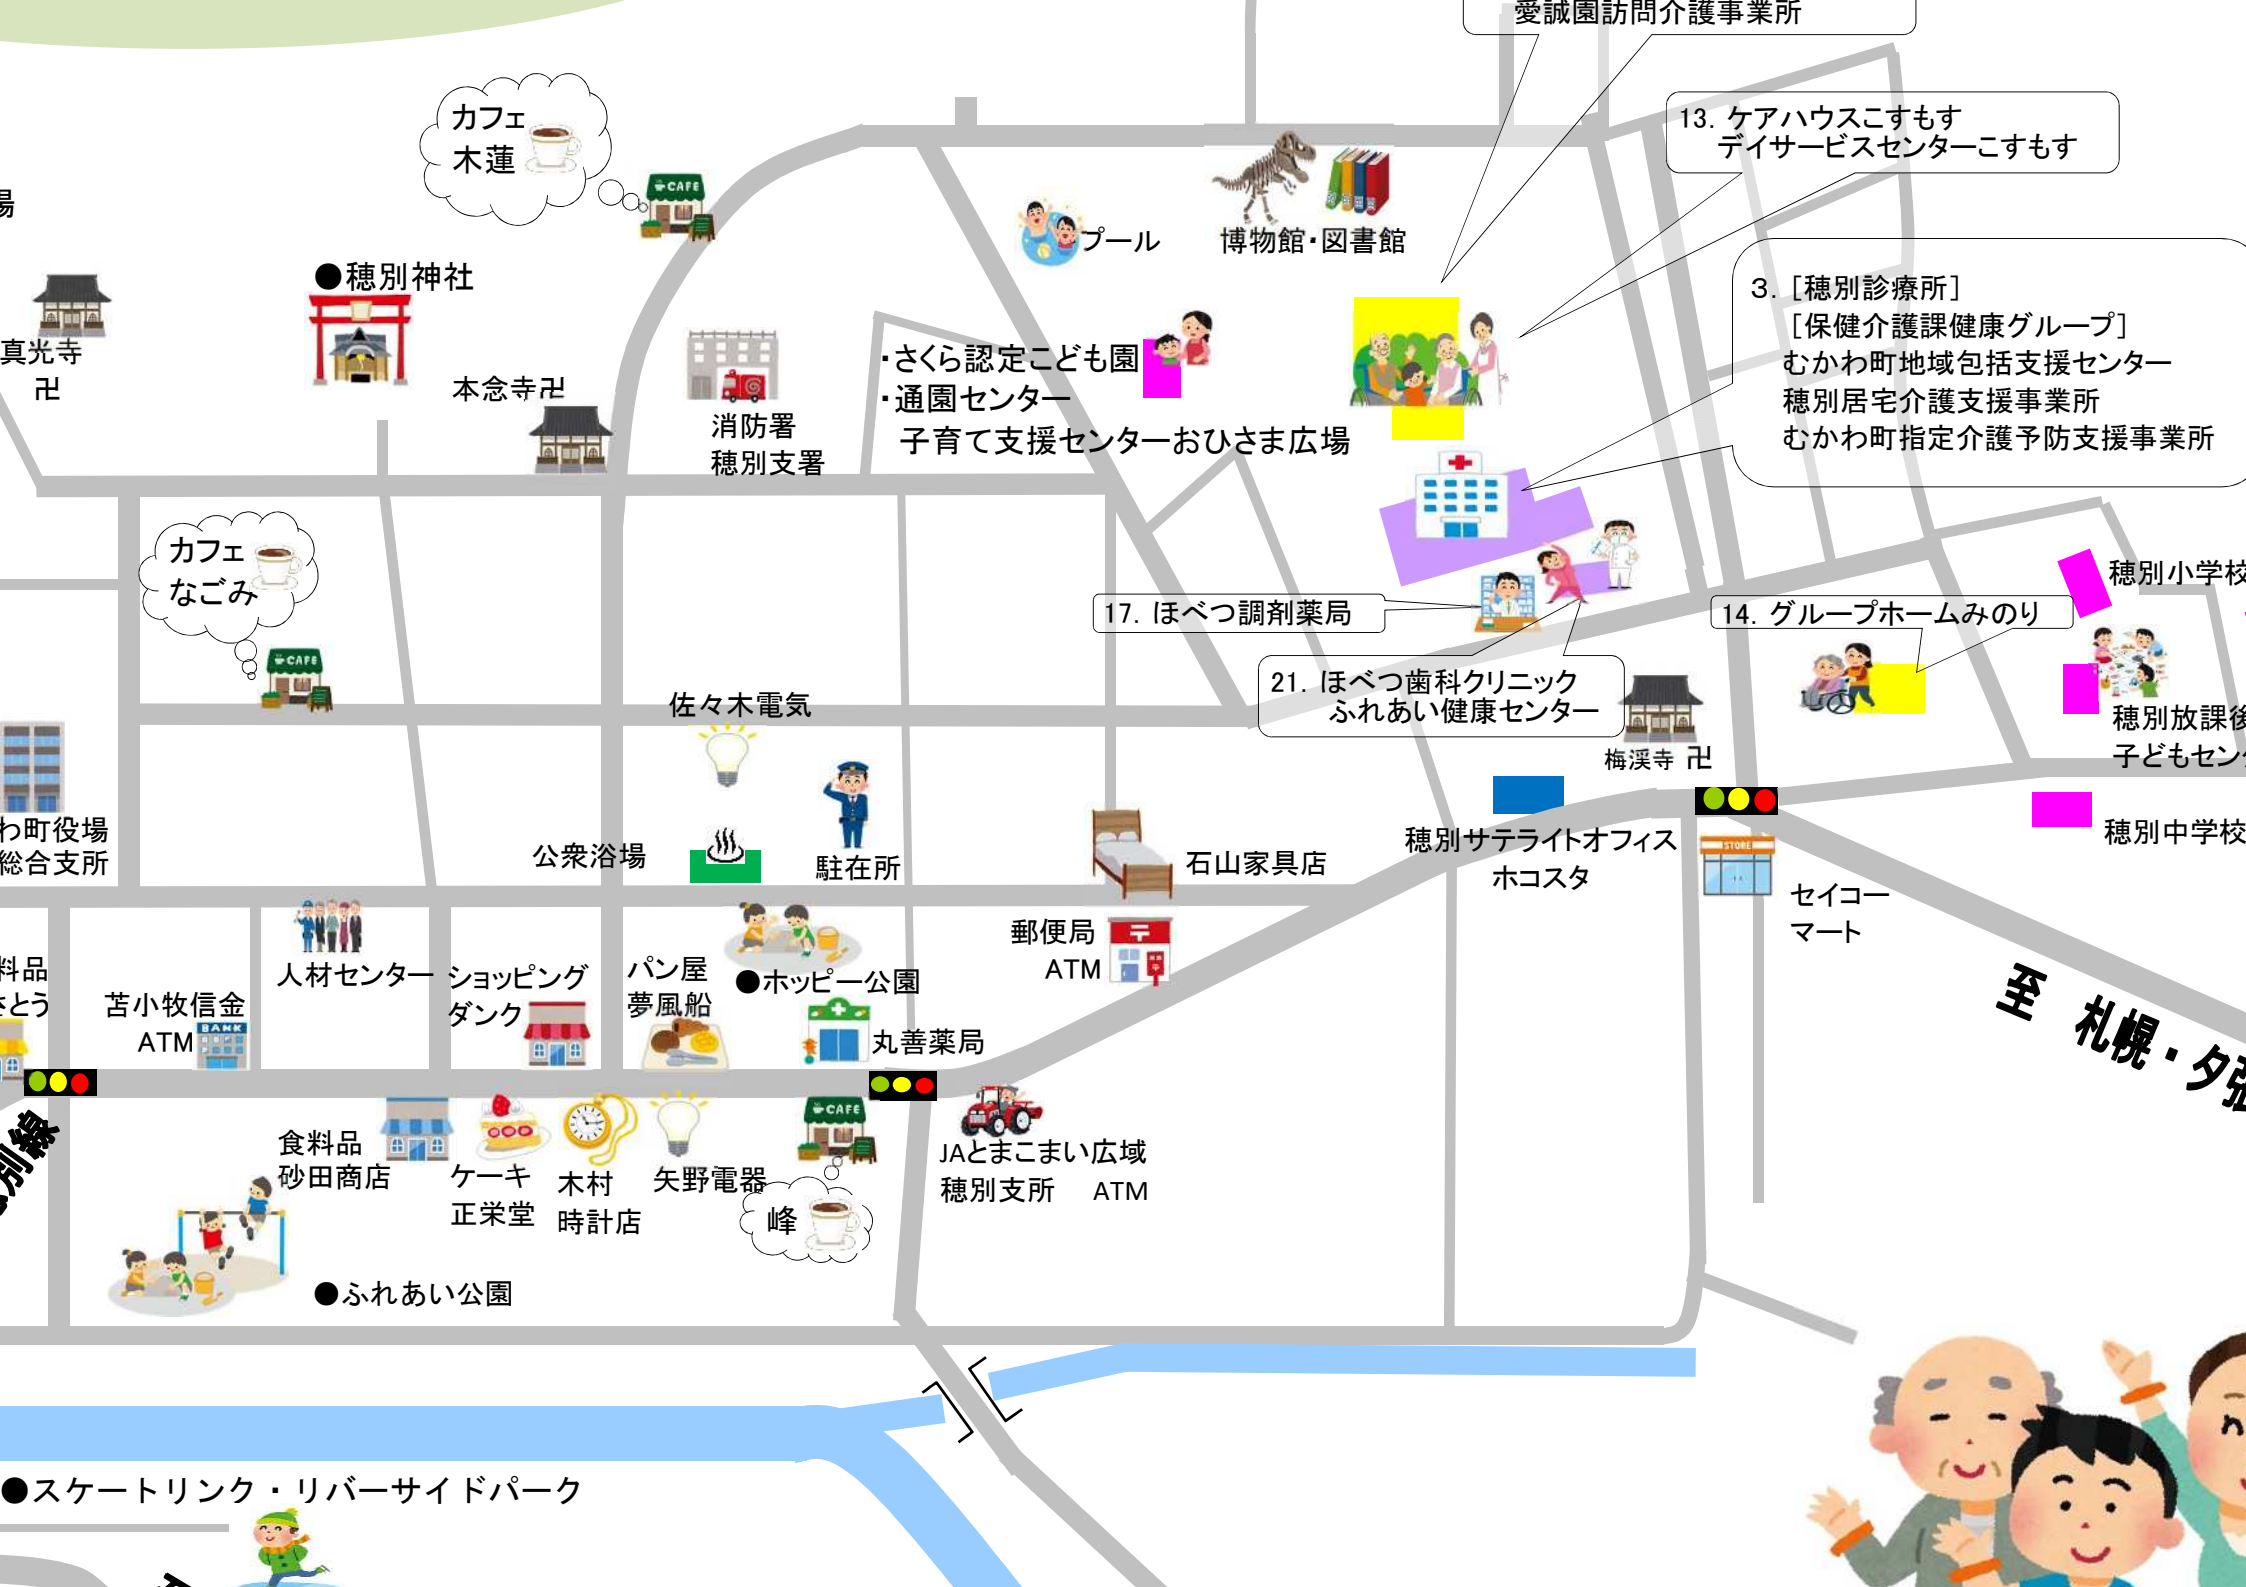 愛誠園訪問介護事業所
カフェ
木蓮
13. ケアハウスこすもす
デイサービスセンターこすもす
場
CAFE
プール
博物館・図書館
●穂別神社
3. [穂別診療所]
[保健介護課健康グループ]
むかわ町地域包括支援センター
穂別居宅介護支援事業所
むかわ町指定介護予防支援事業所
真光寺
卍
本念寺卍
・さくら認定こども園
・通園センター
子育て支援センターおひさま広場
消防署
穂別支署
カフェ
なごみ
CAFE
穂別小学校
17. ほべつ調剤薬局
14. グループホームみのり
21. ほべつ歯科クリニック
ふれあい健康センター
佐々木電気
梅渓寺 卍
穂別放課後
子どもセン
わ町役場
総合支所
公衆浴場
駐在所
石山家具店
穂別サテライトオフィス
ホコスタ
STORE
セイコー
マート
穂別中学校
料品
さとう
苫小牧信金
ATM
BANK
人材センター
ショッピング
ダンク
パン屋
夢風船
●ホッピー公園
丸善薬局
郵便局
ATM
〒
至 札幌・夕張
別線
食料品
砂田商店
ケーキ
正栄堂
木村
時計店
矢野電器
CAFE
峰
JAとまこまい広域
穂別支所 ATM
●ふれあい公園
●スケートリンク・リバーサイドパーク